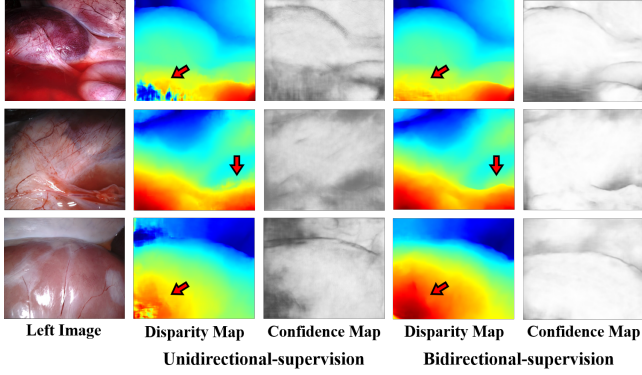 Left Image Disparity Map Confidence Map Disparity Map Confidence Map
Unidirectional-supervision Bidirectional-supervision